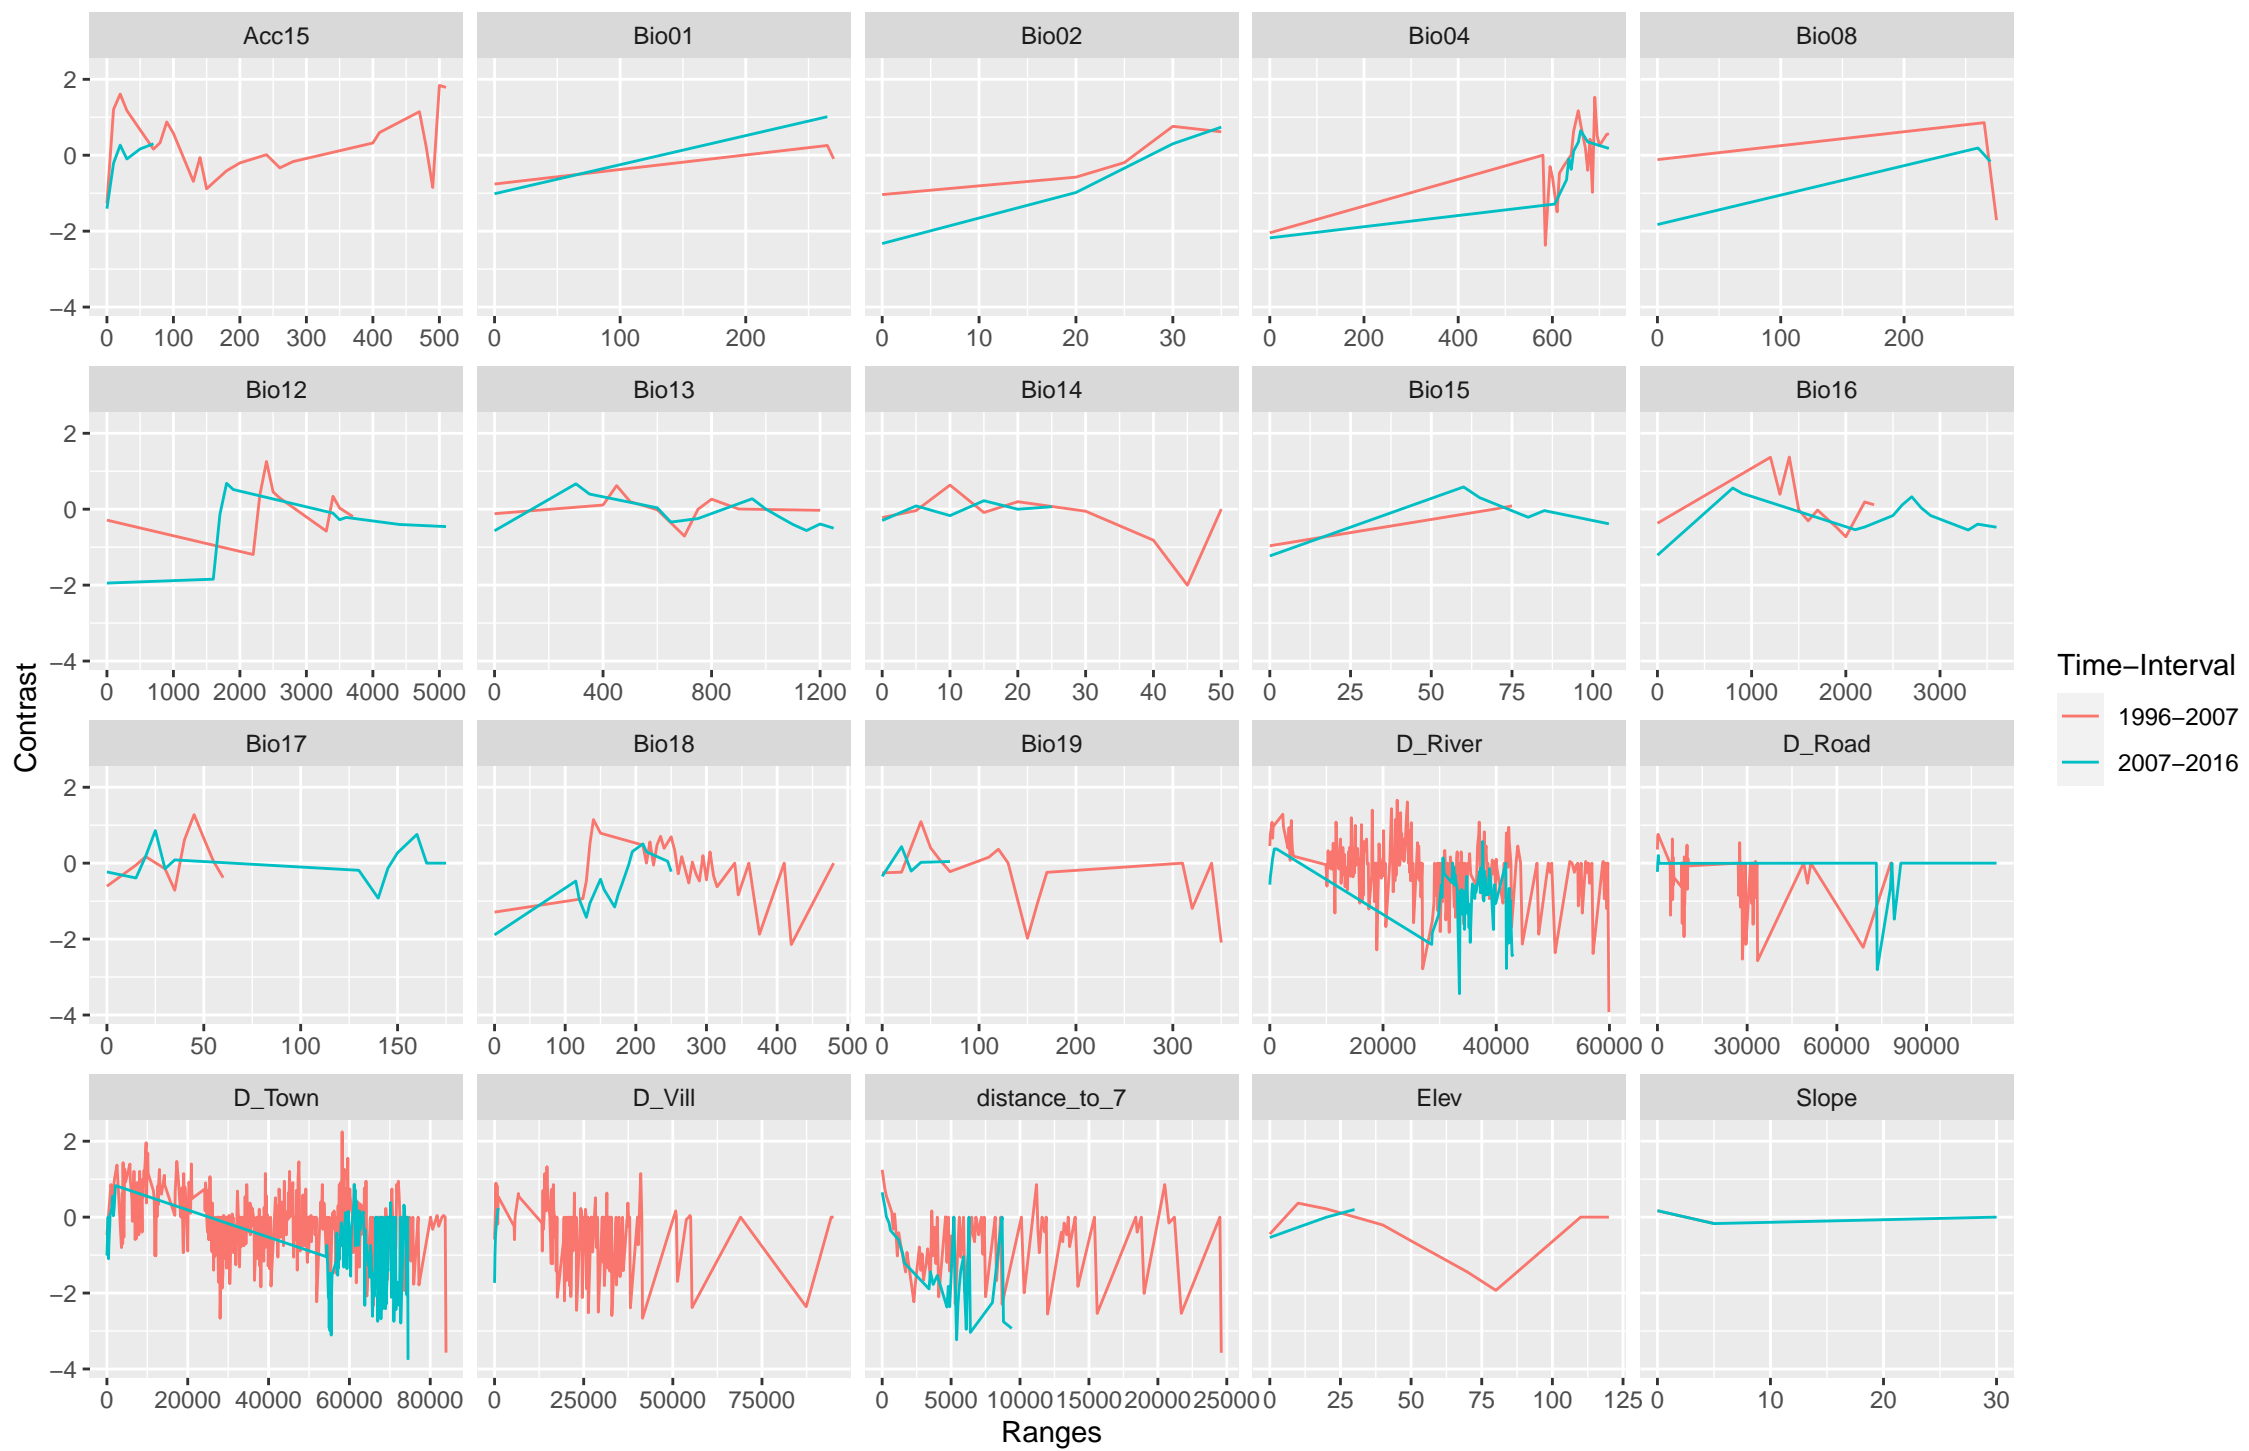 Acc15 Bio01 Bio02 Bio04 Bio08
2
0
−2
−4
0 100 200 300 400 500 0 100 200 0 10 20 30 0 200 400 600 0 100 200
Bio12 Bio13 Bio14 Bio15 Bio16
2
0
−2
−4
0 1000 2000 3000 4000 5000 0 400 800 1200 0 10 20 30 40 50 0 25 50 75 100 0 1000 2000 3000
Bio17 Bio18 Bio19 D_River D_Road
2
0
−2
−4
0 50 100 150 0 100 200 300 400 500 0 100 200 300 0 20000 40000 60000 0 30000 60000 90000
D_Town D_Vill distance_to_7 Elev Slope
2
0
−2
−4
0 20000 40000 60000 80000 0 25000 50000 75000 0 5000 10000 15000 20000 25000 0 25 50 75 100 125 0 10 20 30
Ranges
Contrast
Time−Interval
1996−2007
2007−2016